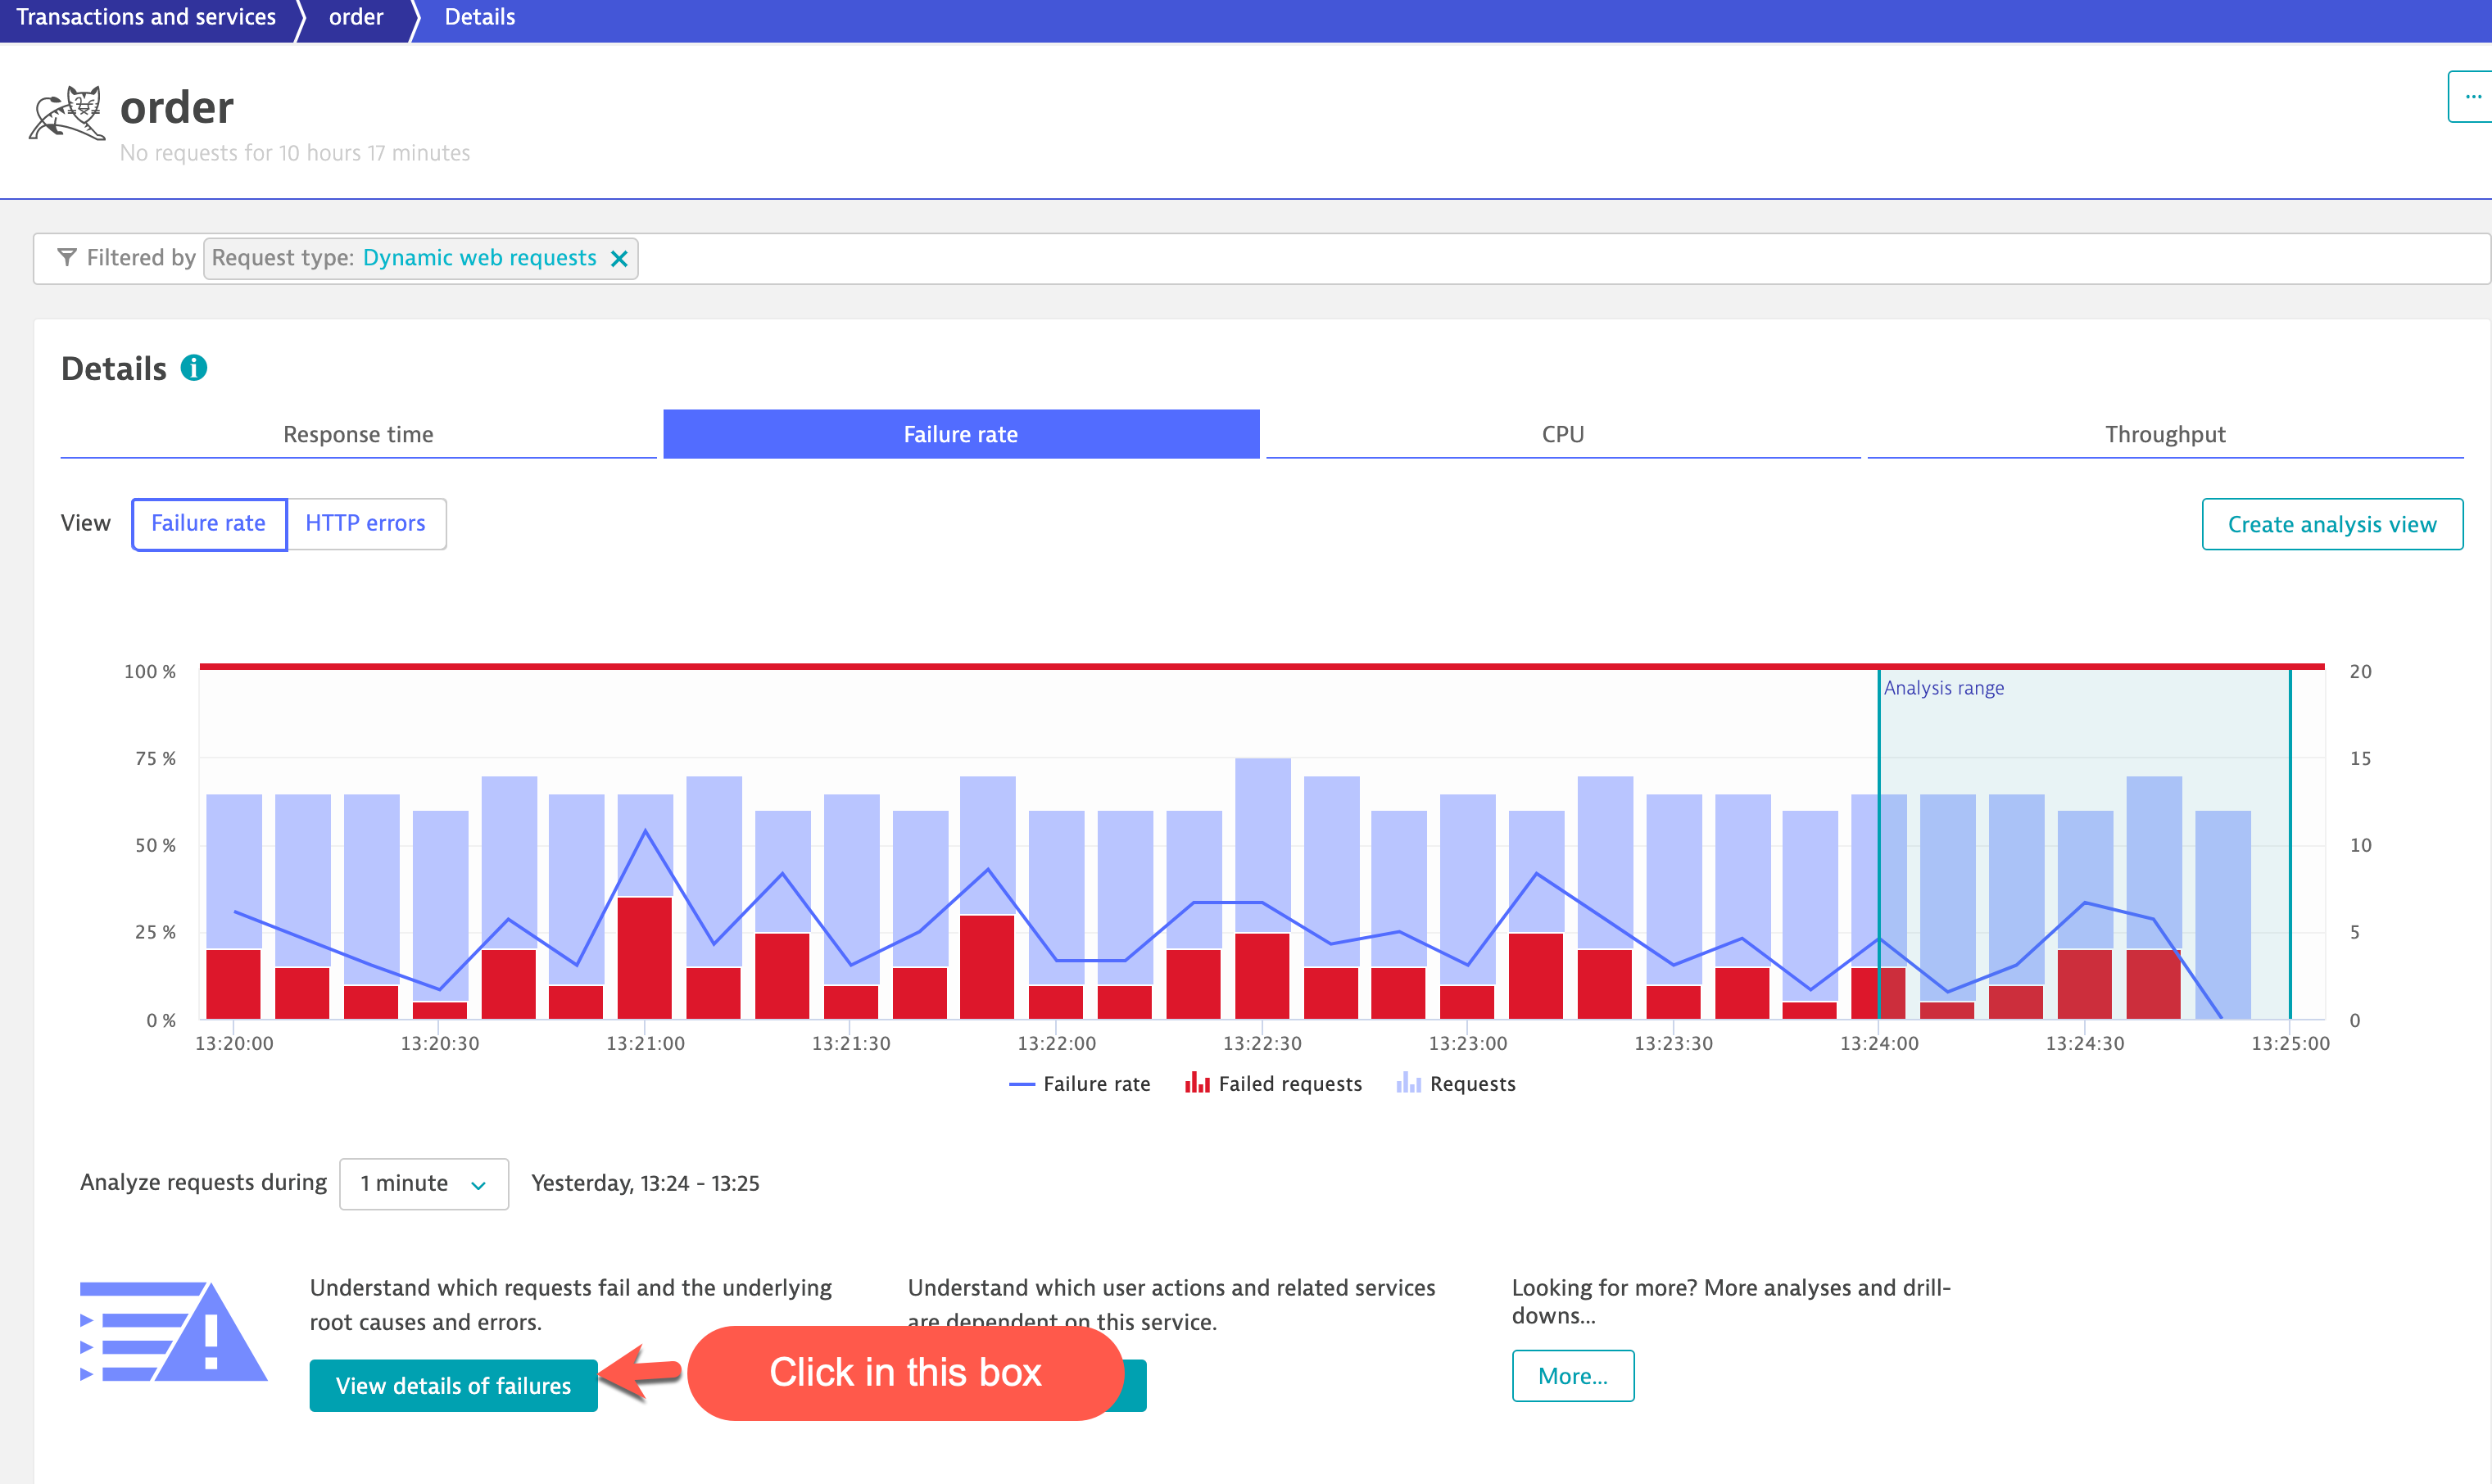 Transactions and services
order
Details
order
...
No requests for 10 hours 17 minutes
Filtered by Request type: Dynamic web requests
Details
Response time
Failure rate
CPU
Throughput
View Failure rate HTTP errors
Create analysis view
100 %
75 %
50 %
25 %
0 %
Analysis range
20
15
10
5
0
13:20:00
13:20:30
13:21:00
13:21:30
13:22:00
13:22:30
13:23:00
13:23:30
13:24:00
13:24:30
13:25:00
Failure rate
Failed requests
Requests
Analyze requests during 1 minute Yesterday, 13:24 - 13:25
Understand which requests fail and the underlying
root causes and errors.
View details of failures
Understand which user actions and related services
are dependent on this service.
Click in this box
Looking for more? More analyses and drill-
downs...
More...